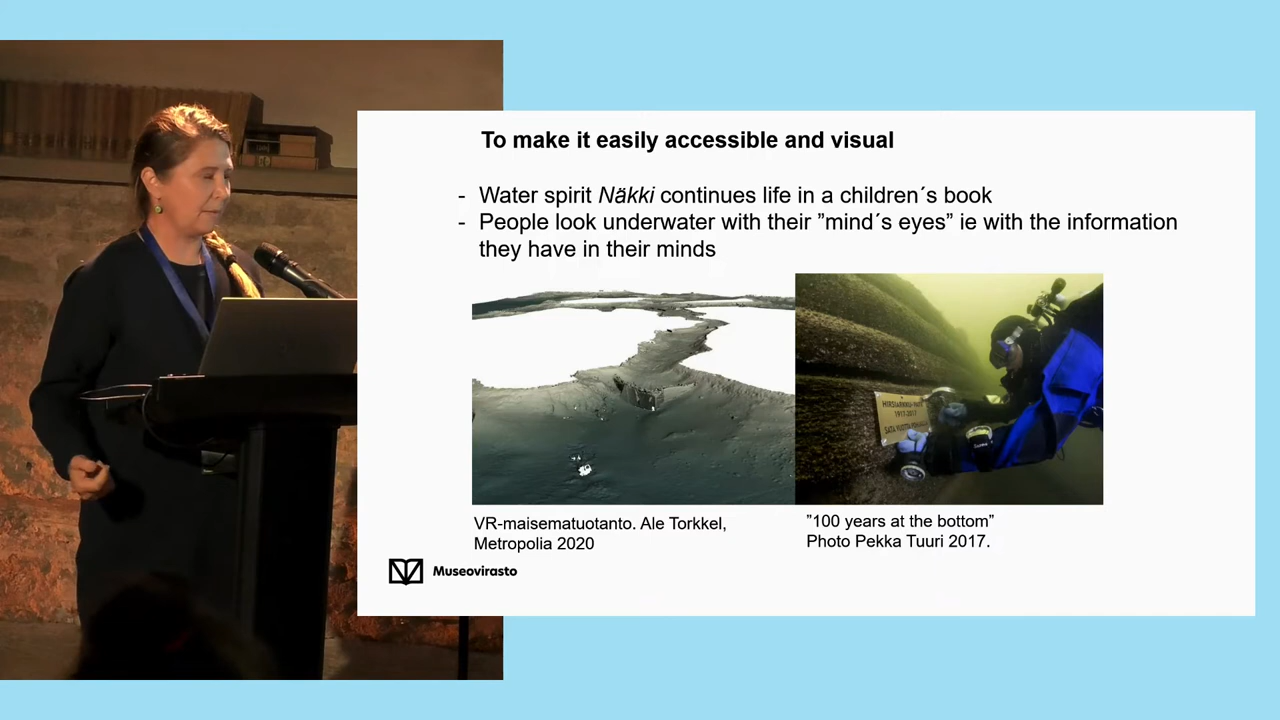 To make it easily accessible and visual
- Water spirit Näkki continues life in a children´s book
- People look underwater with their ”mind´s eyes” ie with the information
they have in their minds
1917-2017
VR-maisematuotanto. Ale Torkkel,
Metropolia 2020
”100 years at the bottom”
Photo Pekka Tuuri 2017.
Museovirasto